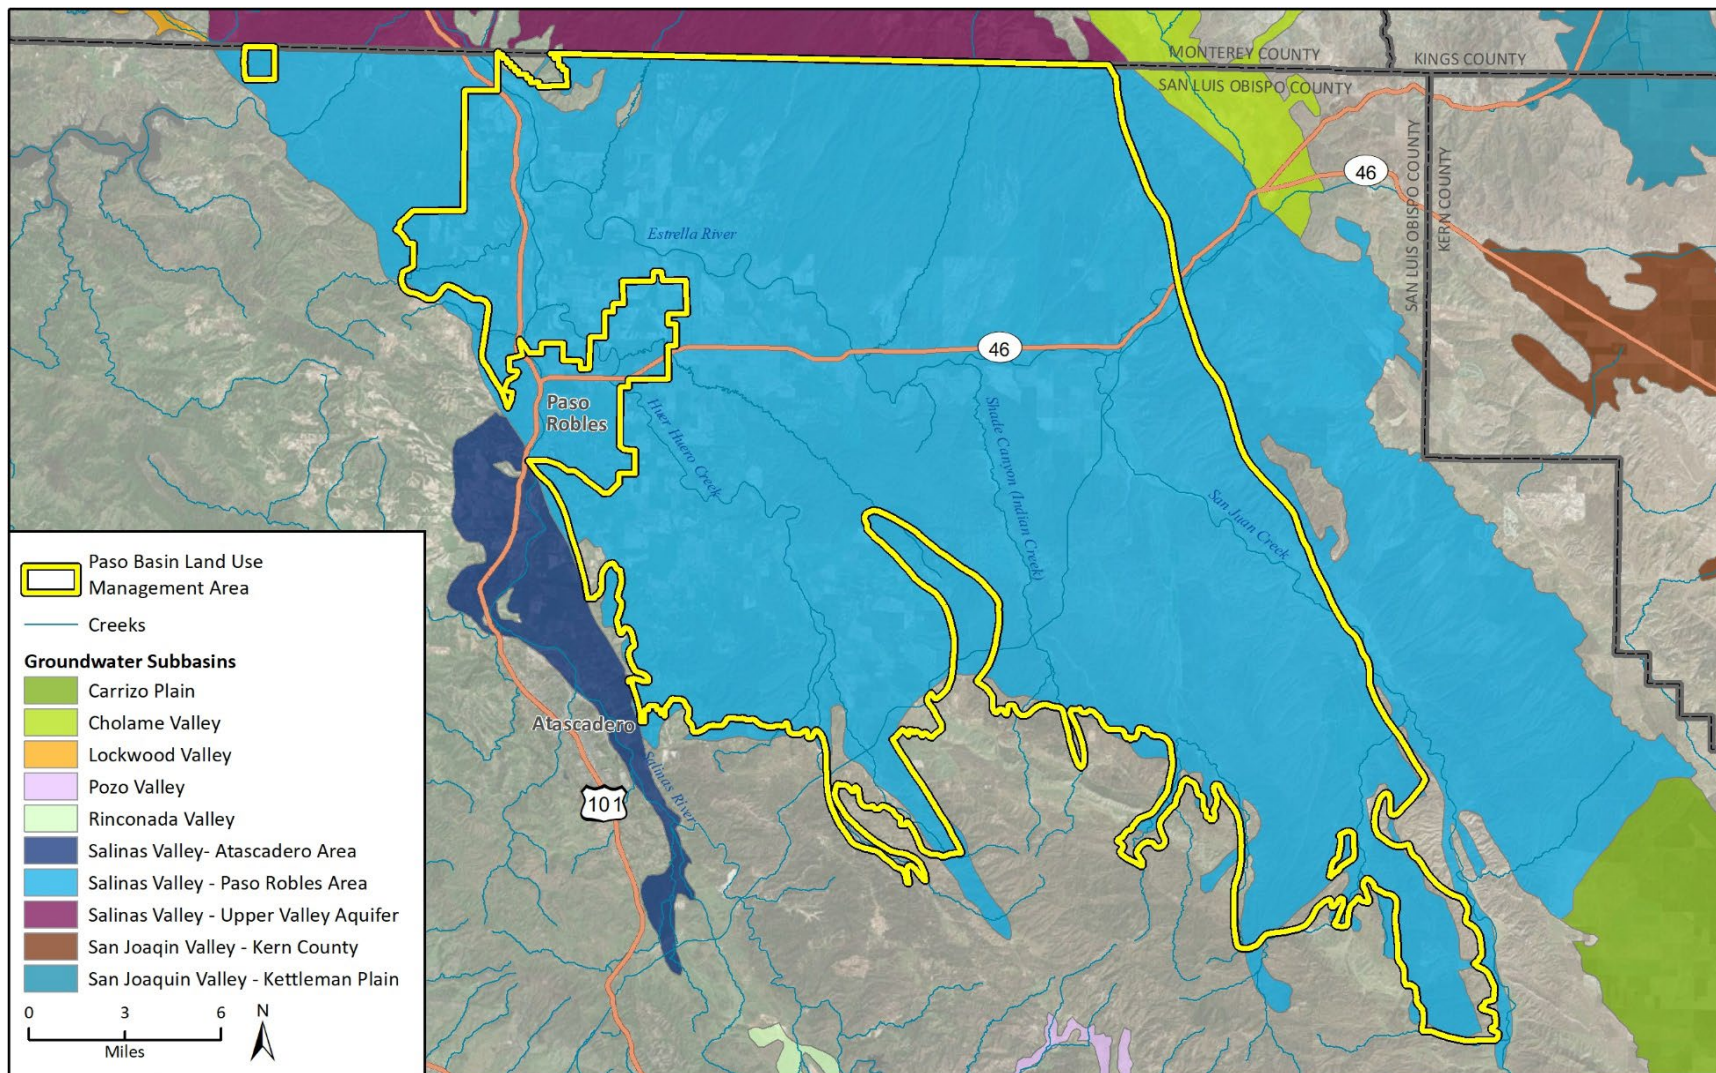 MONTEREY COUNTY
KINGS COUNTY
SAN LUIS OBISPO COUNTY
SAN LUIS OBISPO COUNTY
KERN COUNTY
46
Estrella River
46
Paso
Robles
Huer Huero Creek
Shade Canyon (Indian Creek)
San Juan Creek
Atascadero
Salinas River
101
Paso Basin Land Use
Management Area
Creeks
Groundwater Subbasins
Carrizo Plain
Cholame Valley
Lockwood Valley
Pozo Valley
Rinconada Valley
Salinas Valley- Atascadero Area
Salinas Valley - Paso Robles Area
Salinas Valley - Upper Valley Aquifer
San Joaqin Valley - Kern County
San Joaquin Valley - Kettleman Plain
0 3 6
Miles
N